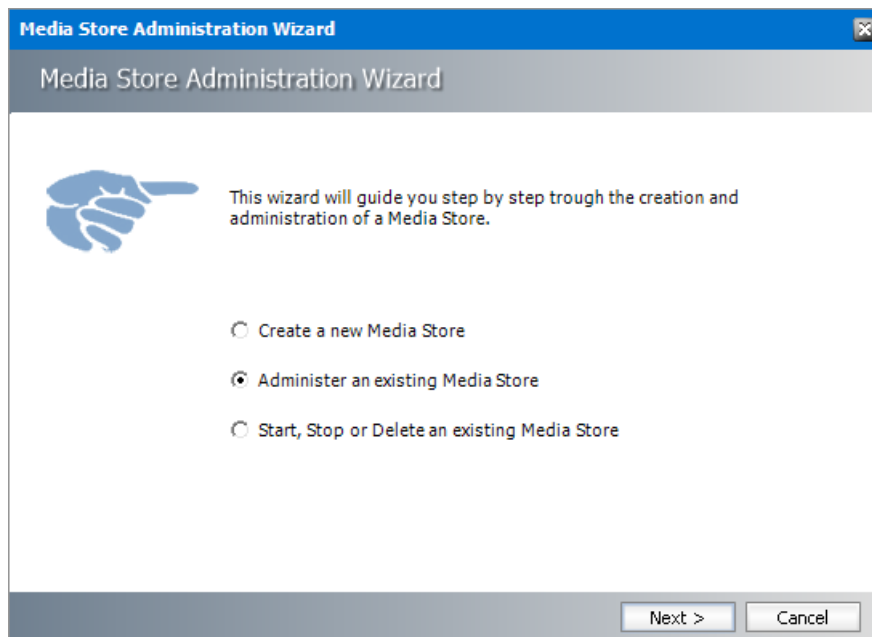 Media Store Administration Wizard
Media Store Administration Wizard
This wizard will guide you step by step trough the creation and
administration of a Media Store.
Create a new Media Store
Administer an existing Media Store
Start, Stop or Delete an existing Media Store
Next > Cancel